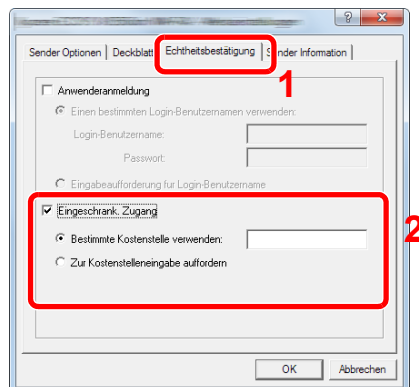 Sender Optionen Deckblatt Echtheitsbestätigung Sender Information
1
Anwenderanmeldung
Einen bestimmten Login-Benutzernamen verwenden:
Login-Benutzername:
Passwort:
Eingabeaufforderung für Login-Benutzername
Eingeschrank. Zugang
2
Bestimmte Kostenstelle verwenden:
Zur Kostenstelleneingabe auffordern
OK Abbrechen